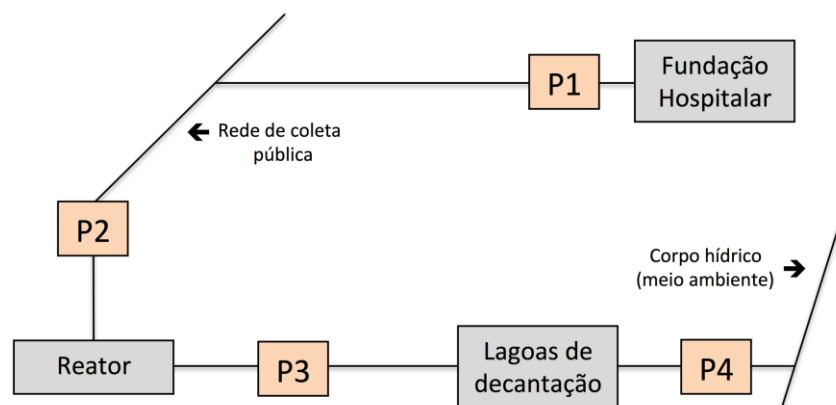 P1
Fundação
Hospitalar
Rede de coleta
pública
P2
Corpo hídrico
(meio ambiente)
Reator
P3
Lagoas de
decantação
P4